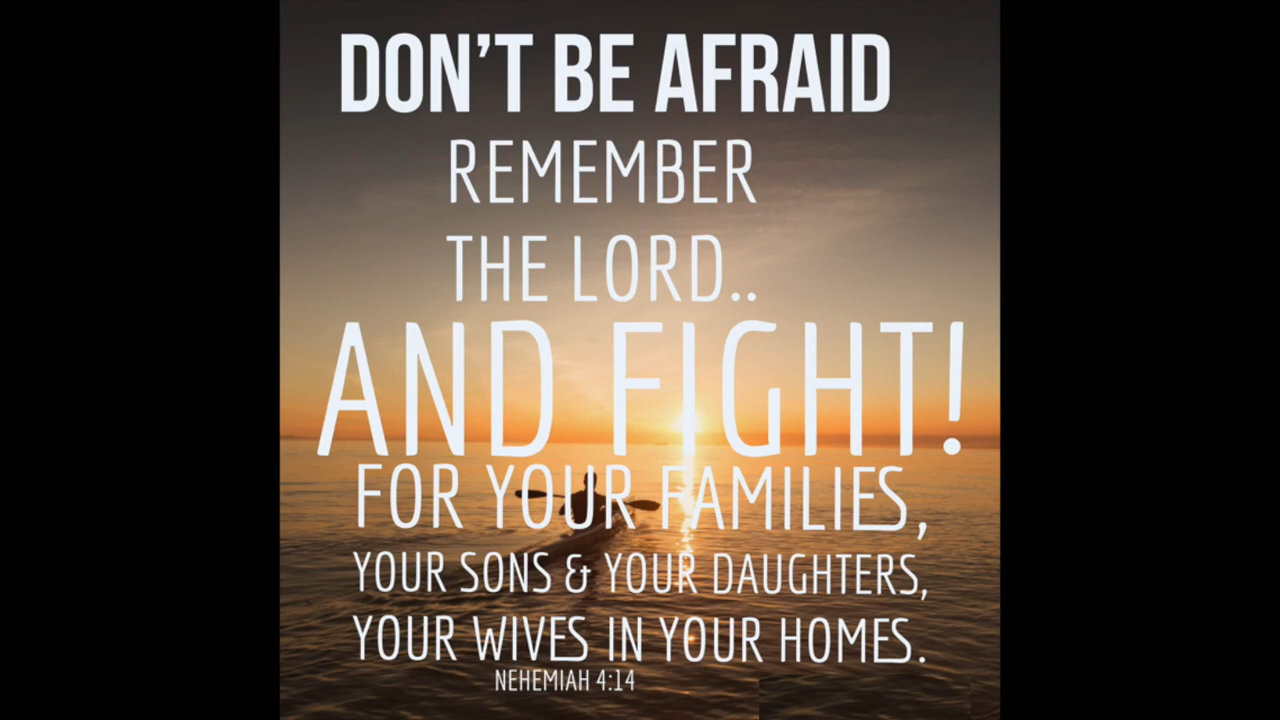 DON'T BE AFRAID
REMEMBER
THE LORD..
AND FIGHT!
FOR YOUR FAMILIES,
YOUR SONS & YOUR DAUGHTERS,
YOUR WIVES IN YOUR HOMES.
NEHEMIAH 4:14